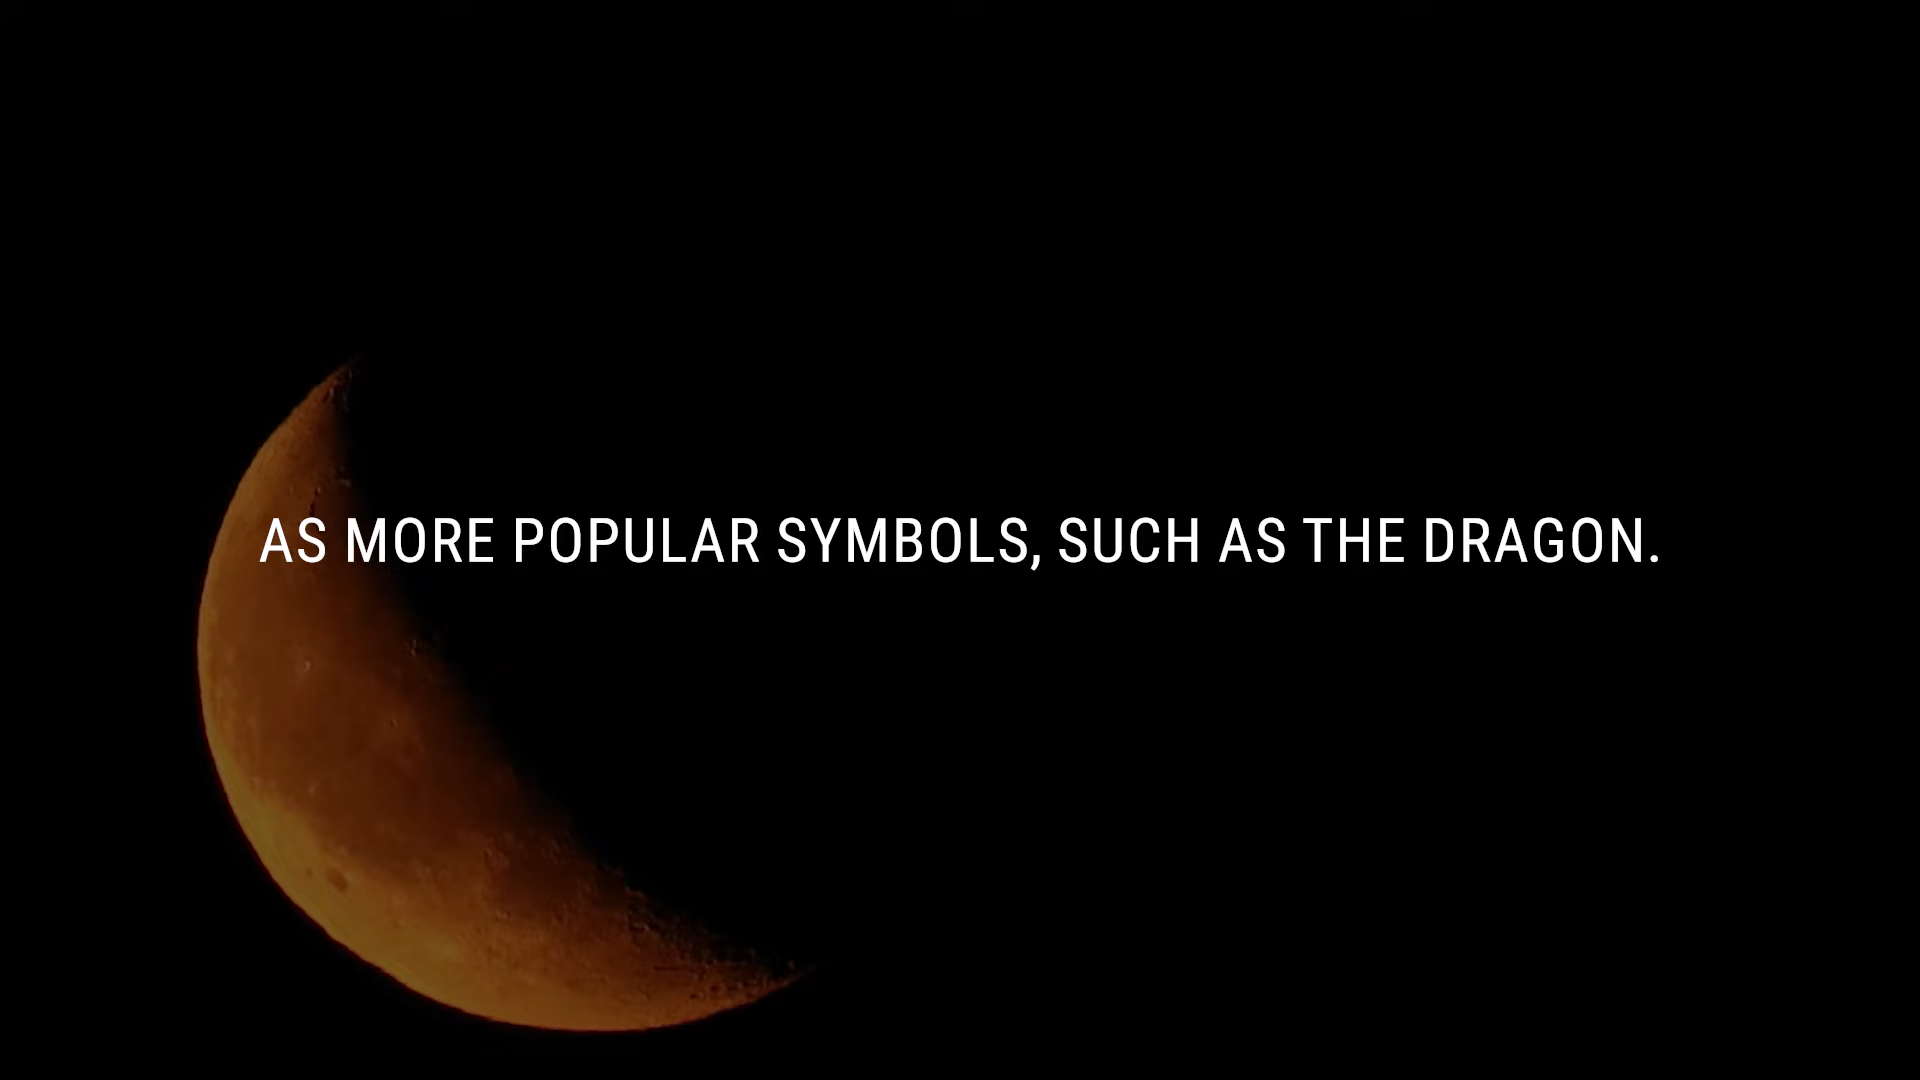 AS MORE POPULAR SYMBOLS, SUCH AS THE DRAGON.